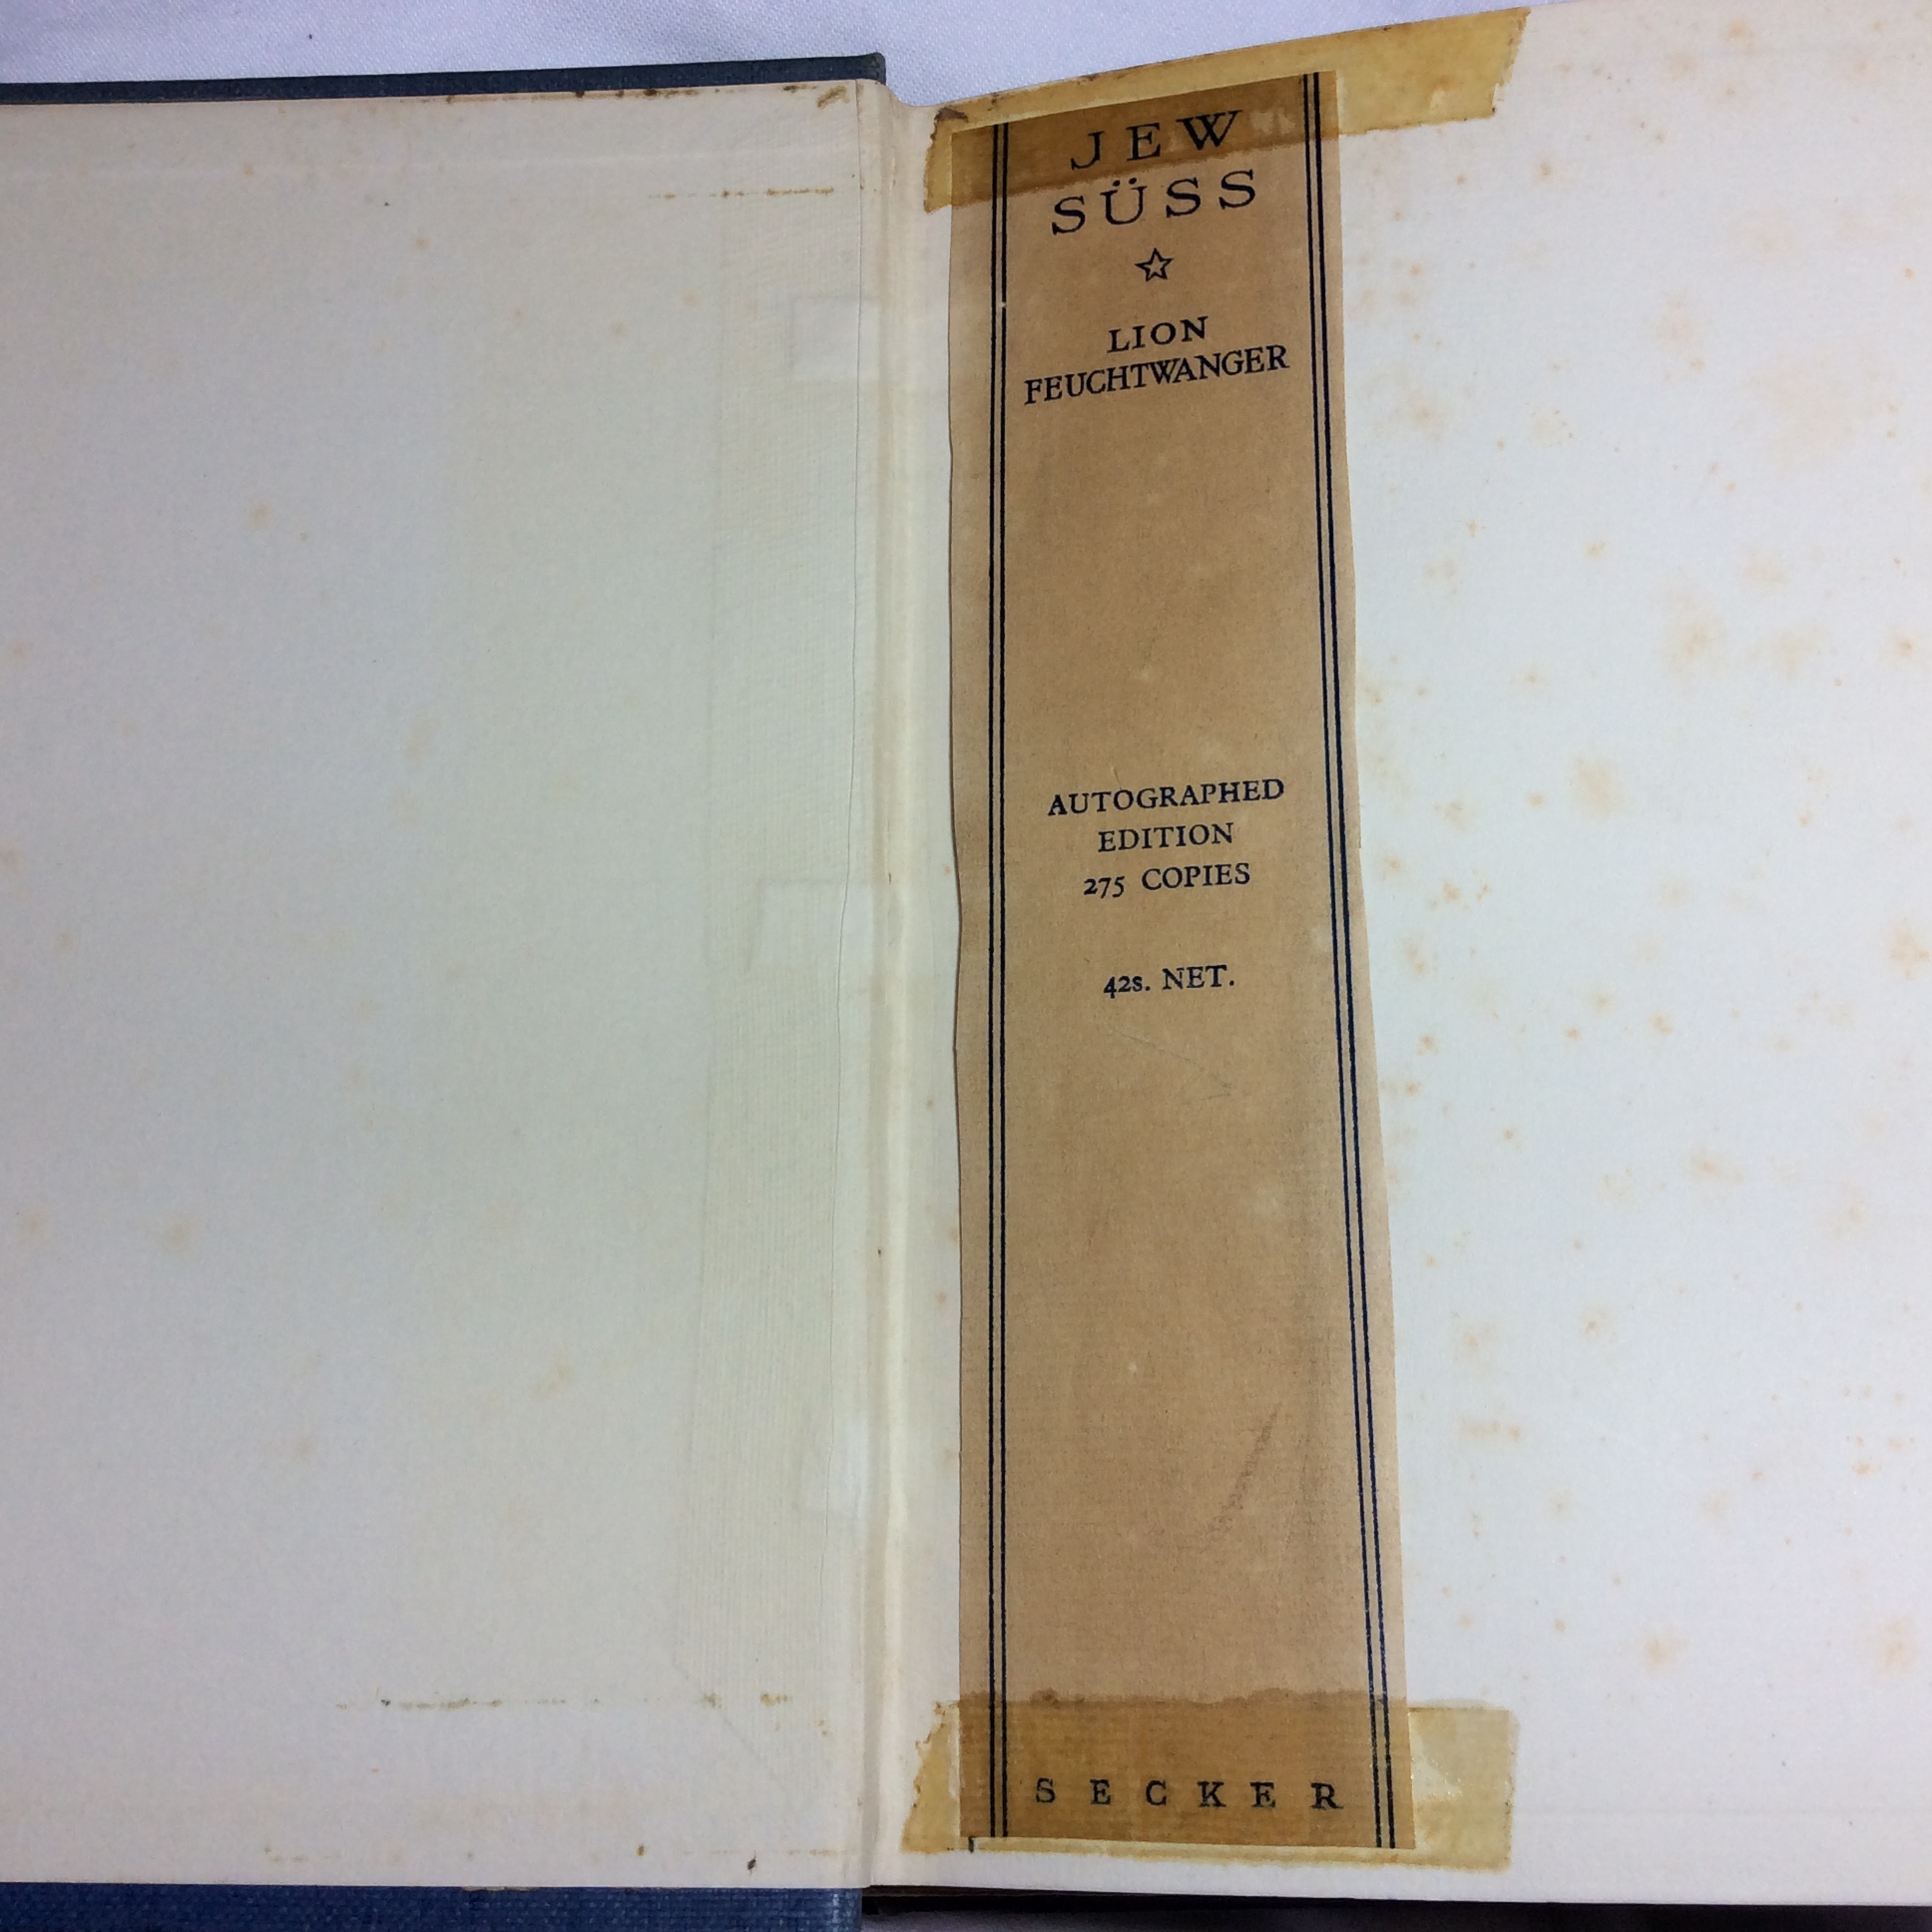 JEW
SÜSS
LION
FEUCHTWANGER
AUTOGRAPHED
EDITION
275 COPIES
42s. NET.
SECKER